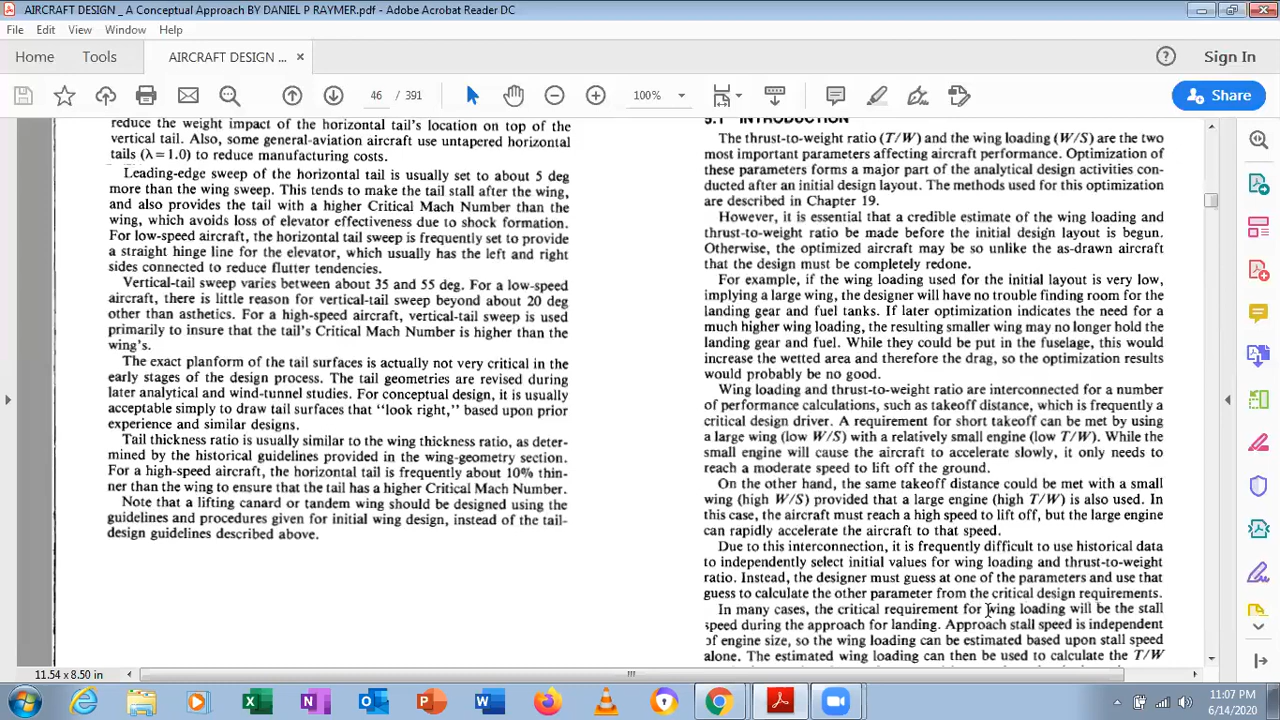 AIRCRAFT DESIGN _ A Conceptual Approach BY DANIEL P RAYMER.pdf - Adobe Acrobat Reader DC
File Edit View Window Help
Home Tools AIRCRAFT DESIGN ... × Sign In
46 / 391 100% Share
reduce the weight impact of the horizontal tail's location on top of the
vertical tail. Also, some general-aviation aircraft use untapered horizontal
tails (λ = 1.0) to reduce manufacturing costs.
Leading-edge sweep of the horizontal tail is usually set to about 5 deg
more than the wing sweep. This tends to make the tail stall after the wing,
and also provides the tail with a higher Critical Mach Number than the
wing, which avoids loss of elevator effectiveness due to shock formation.
For low-speed aircraft, the horizontal tail sweep is frequently set to provide
a straight hinge line for the elevator, which usually has the left and right
sides connected to reduce flutter tendencies.
Vertical-tail sweep varies between about 35 and 55 deg. For a low-speed
aircraft, there is little reason for vertical-tail sweep beyond about 20 deg
other than asthetics. For a high-speed aircraft, vertical-tail sweep is used
primarily to insure that the tail's Critical Mach Number is higher than the
wing's.
The exact planform of the tail surfaces is actually not very critical in the
early stages of the design process. The tail geometries are revised during
later analytical and wind-tunnel studies. For conceptual design, it is usually
acceptable simply to draw tail surfaces that "look right," based upon prior
experience and similar designs.
Tail thickness ratio is usually similar to the wing thickness ratio, as deter-
mined by the historical guidelines provided in the wing-geometry section.
For a high-speed aircraft, the horizontal tail is frequently about 10% thin-
ner than the wing to ensure that the tail has a higher Critical Mach Number.
Note that a lifting canard or tandem wing should be designed using the
guidelines and procedures given for initial wing design, instead of the tail-
design guidelines described above.
5.1 INTRODUCTION
The thrust-to-weight ratio (T/W) and the wing loading (W/S) are the two
most important parameters affecting aircraft performance. Optimization of
these parameters forms a major part of the analytical design activities con-
ducted after an initial design layout. The methods used for this optimization
are described in Chapter 19.
However, it is essential that a credible estimate of the wing loading and
thrust-to-weight ratio be made before the initial design layout is begun.
Otherwise, the optimized aircraft may be so unlike the as-drawn aircraft
that the design must be completely redone.
For example, if the wing loading used for the initial layout is very low,
implying a large wing, the designer will have no trouble finding room for the
landing gear and fuel tanks. If later optimization indicates the need for a
much higher wing loading, the resulting smaller wing may no longer hold the
landing gear and fuel. While they could be put in the fuselage, this would
increase the wetted area and therefore the drag, so the optimization results
would probably be no good.
Wing loading and thrust-to-weight ratio are interconnected for a number
of performance calculations, such as takeoff distance, which is frequently a
critical design driver. A requirement for short takeoff can be met by using
a large wing (low W/S) with a relatively small engine (low T/W). While the
small engine will cause the aircraft to accelerate slowly, it only needs to
reach a moderate speed to lift off the ground.
On the other hand, the same takeoff distance could be met with a small
wing (high W/S) provided that a large engine (high T/W) is also used. In
this case, the aircraft must reach a high speed to lift off, but the large engine
can rapidly accelerate the aircraft to that speed.
Due to this interconnection, it is frequently difficult to use historical data
to independently select initial values for wing loading and thrust-to-weight
ratio. Instead, the designer must guess at one of the parameters and use that
guess to calculate the other parameter from the critical design requirements.
In many cases, the critical requirement for wing loading will be the stall
speed during the approach for landing. Approach stall speed is independent
of engine size, so the wing loading can be estimated based upon stall speed
alone. The estimated wing loading can then be used to calculate the T/W
11.54 x 8.50 in
11:07 PM
6/14/2020